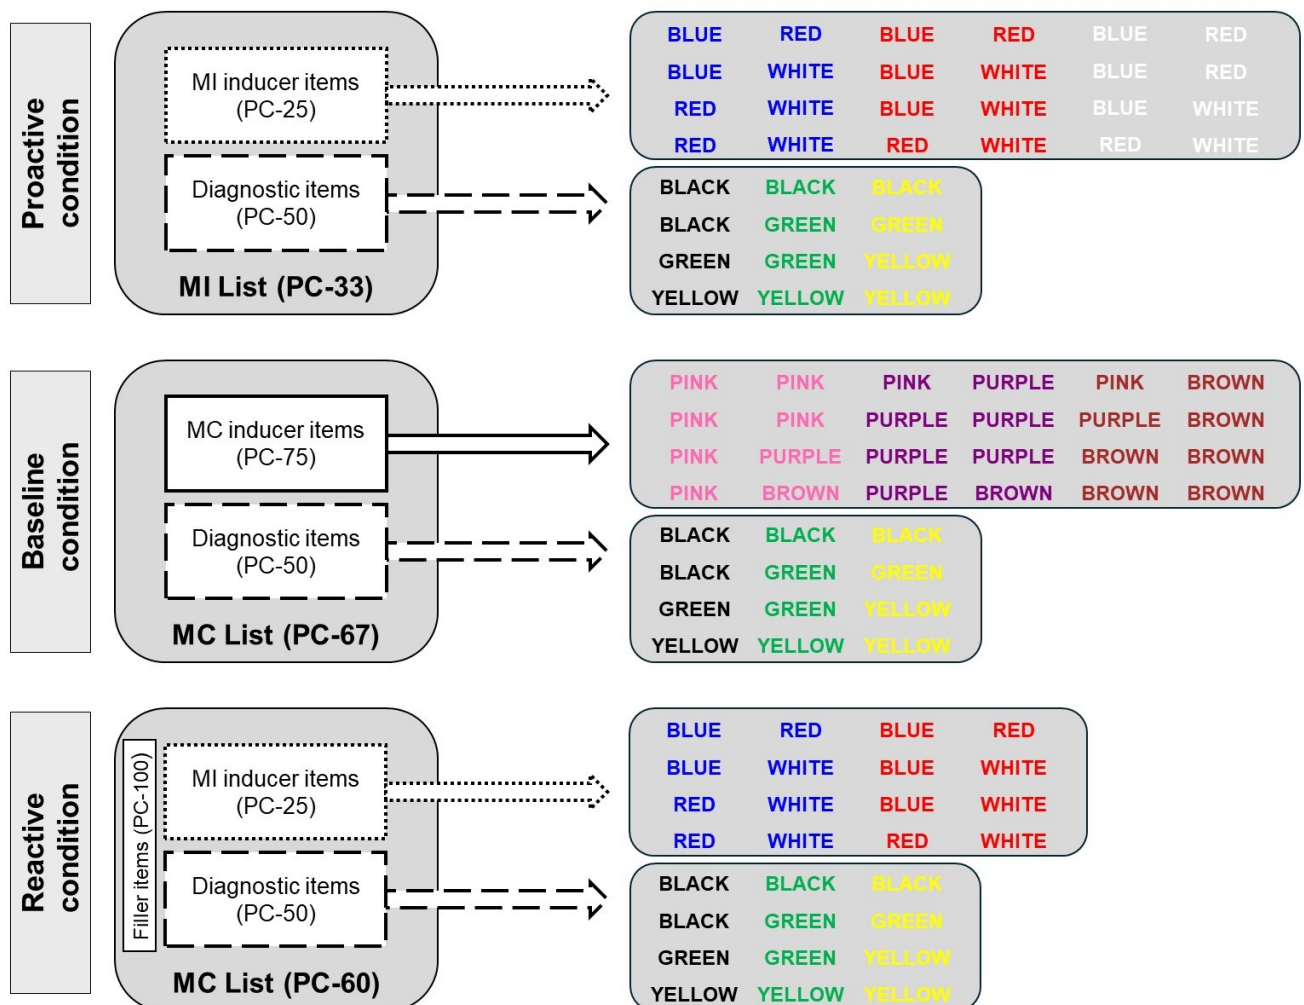 Proactive
condition
MI inducer items
(PC-25)
Diagnostic items
(PC-50)
MI List (PC-33)
BLUE RED BLUE RED BLUE RED
BLUE WHITE BLUE WHITE BLUE RED
RED WHITE BLUE WHITE BLUE WHITE
RED WHITE RED WHITE RED WHITE
BLACK BLACK BLACK
BLACK GREEN GREEN
GREEN GREEN YELLOW
YELLOW YELLOW YELLOW
Baseline
condition
MC inducer items
(PC-75)
Diagnostic items
(PC-50)
MC List (PC-67)
PINK PINK PINK PURPLE PINK BROWN
PINK PINK PURPLE PURPLE PURPLE BROWN
PINK PURPLE PURPLE PURPLE BROWN BROWN
PINK BROWN PURPLE BROWN BROWN BROWN
BLACK BLACK BLACK
BLACK GREEN GREEN
GREEN GREEN YELLOW
YELLOW YELLOW YELLOW
Reactive
condition
Filler items (PC-100)
MI inducer items
(PC-25)
Diagnostic items
(PC-50)
MC List (PC-60)
BLUE RED BLUE RED
BLUE WHITE BLUE WHITE
RED WHITE BLUE WHITE
RED WHITE RED WHITE
BLACK BLACK BLACK
BLACK GREEN GREEN
GREEN GREEN YELLOW
YELLOW YELLOW YELLOW